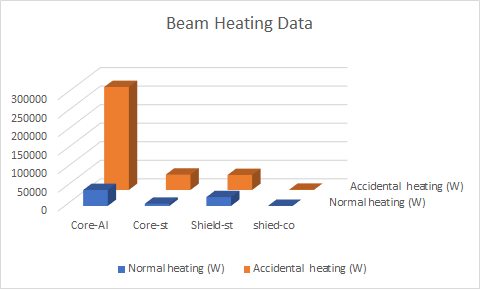 Beam Heating Data
300000
250000
200000
150000
100000
50000
0
Accidental heating (W)
Normal heating (W)
Core-Al Core-st Shield-st shied-co
Normal heating (W) Accidental heating (W)